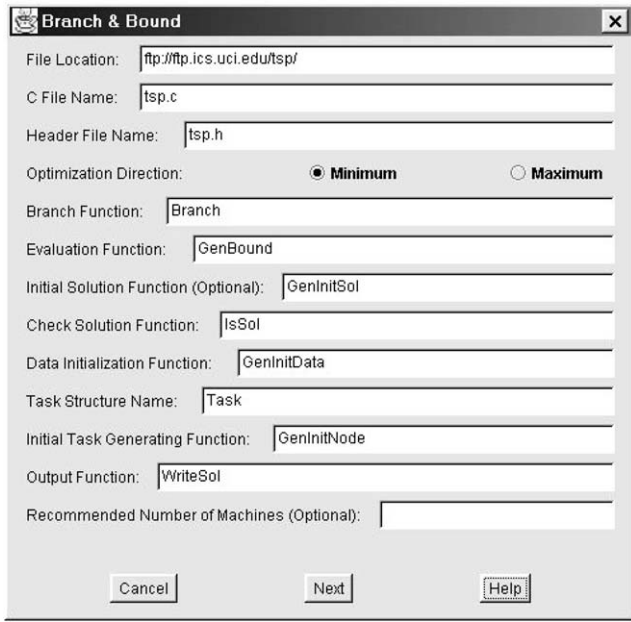 Branch & Bound
File Location: ftp://ftp.ics.uci.edu/tsp/
C File Name: tsp.c
Header File Name: tsp.h
Optimization Direction: Minimum Maximum
Branch Function: Branch
Evaluation Function: GenBound
Initial Solution Function (Optional): GenInitSol
Check Solution Function: IsSol
Data Initialization Function: GenInitData
Task Structure Name: Task
Initial Task Generating Function: GenInitNode
Output Function: WriteSol
Recommended Number of Machines (Optional):
Cancel Next Help